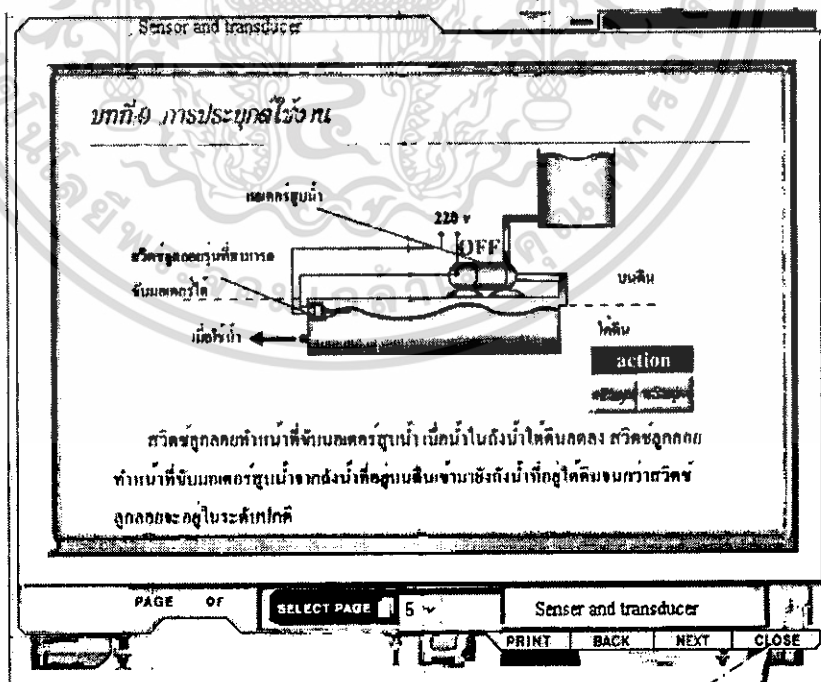 Sensor and transducer
บทที่ 9 การประยุกต์ใช้งาน
มอเตอร์สูบน้ำ
220 v
OFF
สวิตช์ลูกลอยรุ่นที่สามารถ
ขับมอเตอร์ได้
บนดิน
ใต้ดิน
เมื่อใช้น้ำ
action
สวิตช์ลูกลอยทำหน้าที่ขับมอเตอร์สูบน้ำ เมื่อน้ำในถังน้ำใต้ดินลดลง สวิตช์ลูกลอย
ทำหน้าที่ขับมอเตอร์สูบน้ำจากถังน้ำที่อยู่บนดินเข้ามายังถังน้ำที่อยู่ใต้ดินจนกว่าสวิตช์
ลูกลอยจะอยู่ในระดับปกติ
PAGE OF
SELECT PAGE 5
Senser and transducer
PRINT BACK NEXT CLOSE